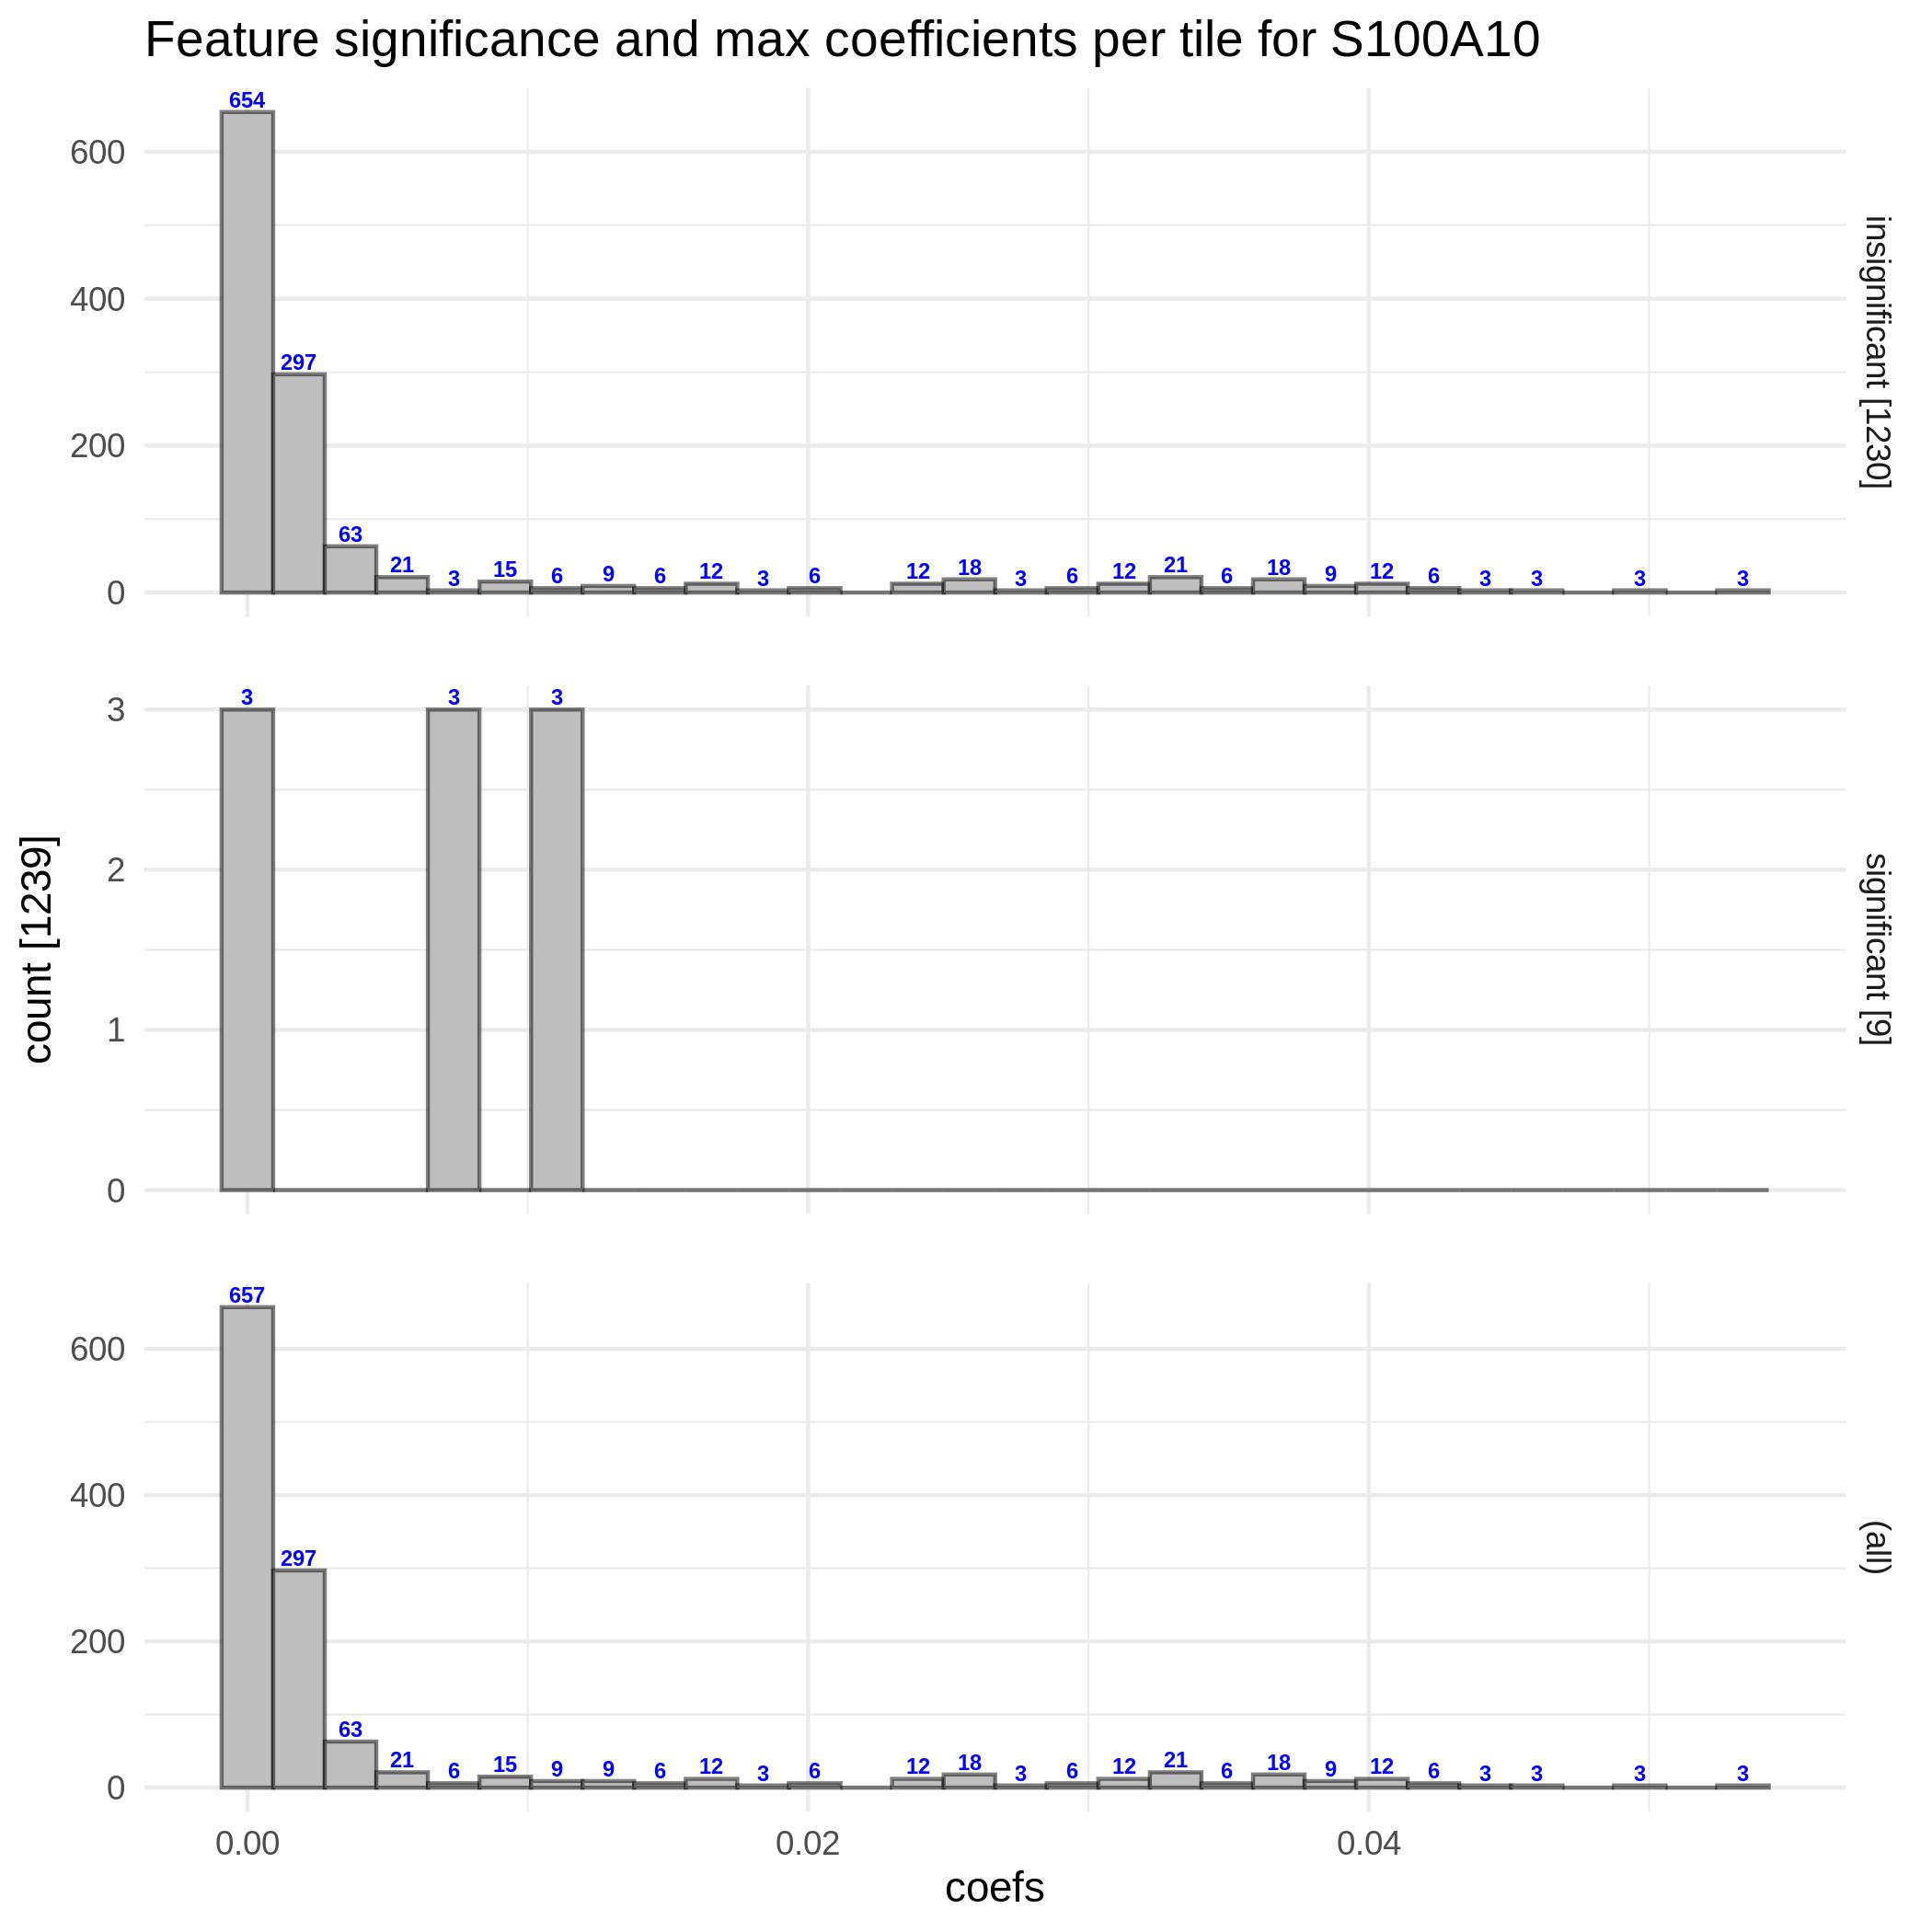 Feature significance and max coefficients per tile for S100A10
654
600
400
297
200
63
21 3 15 6 9 6 12 3 6 12 18 3 6 12 21 6 18 9 12 6 3 3 3 3
0
insignificant [1230]
3 3 3
3
2
1
0
significant [9]
count [1239]
657
600
400
297
200
63
21 6 15 9 9 6 12 3 6 12 18 3 6 12 21 6 18 9 12 6 3 3 3 3
0
(all)
0.00 0.02 0.04
coefs